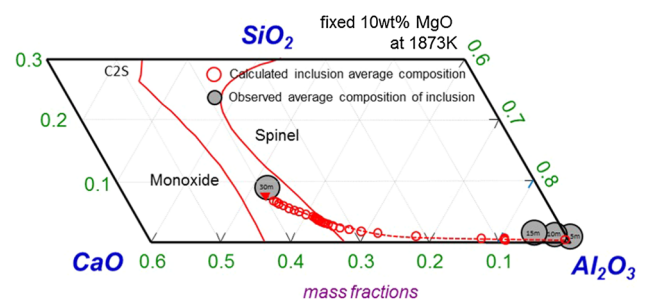 fixed 10wt% MgO
at 1873K
SiO2
0.3
0.6
C2S
Calculated inclusion average composition
Observed average composition of inclusion
0.2
0.7
Spinel
0.1
Monoxide
30m
0.8
15m
10m
5m
CaO
0.6
0.5
0.4
0.3
0.2
0.1
Al2O3
mass fractions